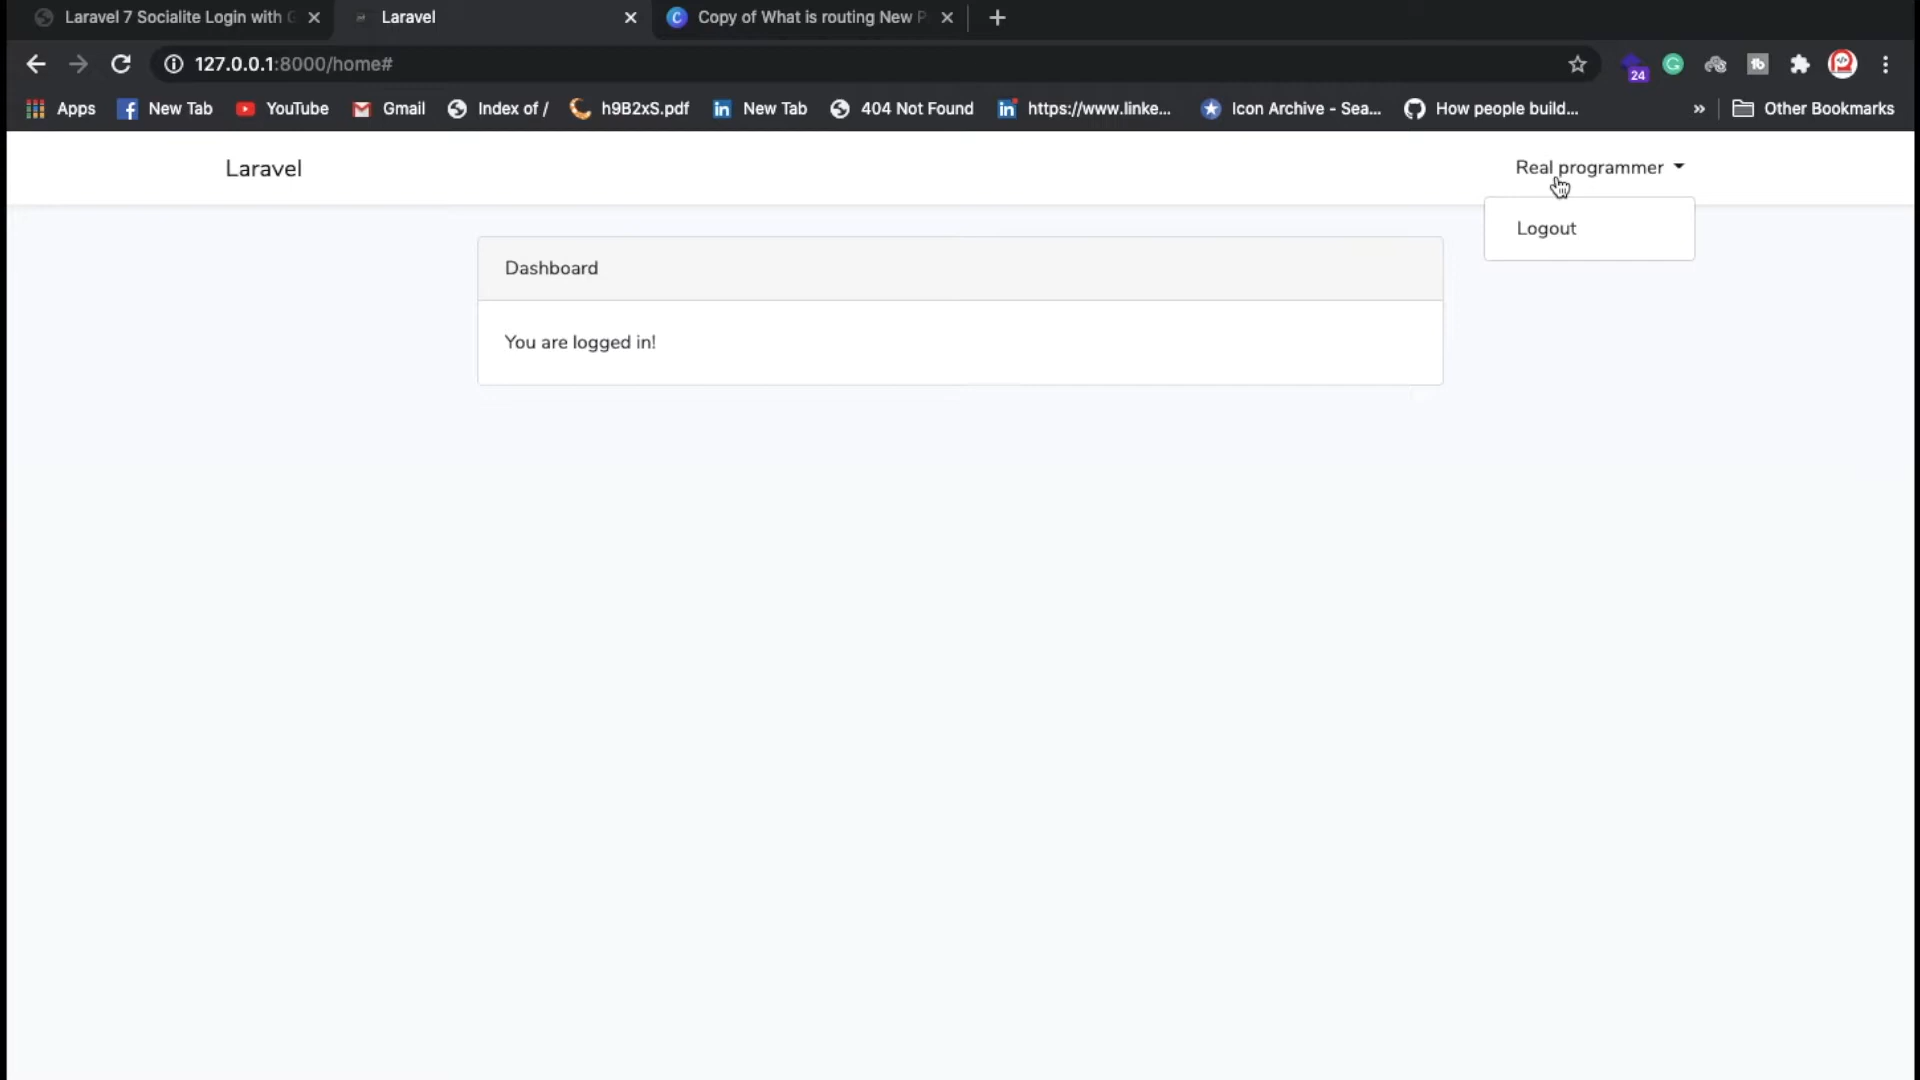 Laravel 7 Socialite Login with G
Laravel
Copy of What is routing New P
127.0.0.1:8000/home#
24
Apps
New Tab
YouTube
Gmail
Index of /
h9B2xS.pdf
New Tab
404 Not Found
https://www.linke...
Icon Archive - Sea...
How people build...
»
Other Bookmarks
Laravel
Real programmer
Logout
Dashboard
You are logged in!